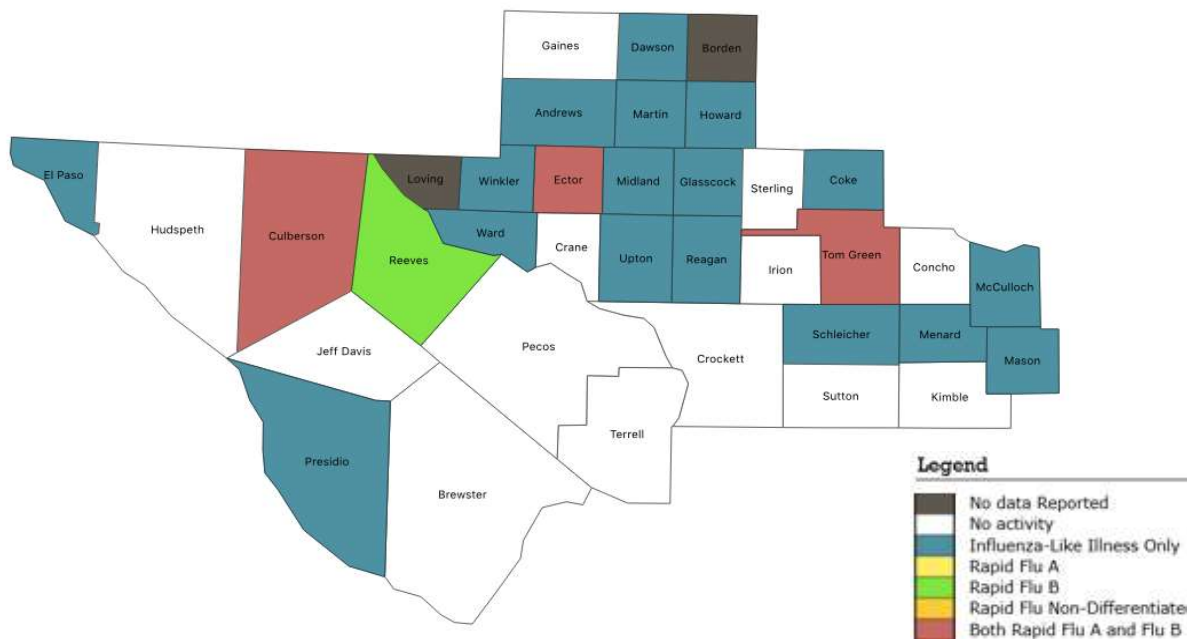 Gaines
Dawson
Borden
Andrews
Martin
Howard
El Paso
Hudspeth
Culberson
Loving
Winkler
Ector
Midland
Glasscock
Sterling
Coke
Reeves
Ward
Crane
Upton
Reagan
Irion
Tom Green
Concho
McCulloch
Jeff Davis
Pecos
Crockett
Schleicher
Menard
Mason
Sutton
Kimble
Terrell
Presidio
Brewster
Legend
No data Reported
No activity
Influenza-Like Illness Only
Rapid Flu A
Rapid Flu B
Rapid Flu Non-Differentiated
Both Rapid Flu A and Flu B